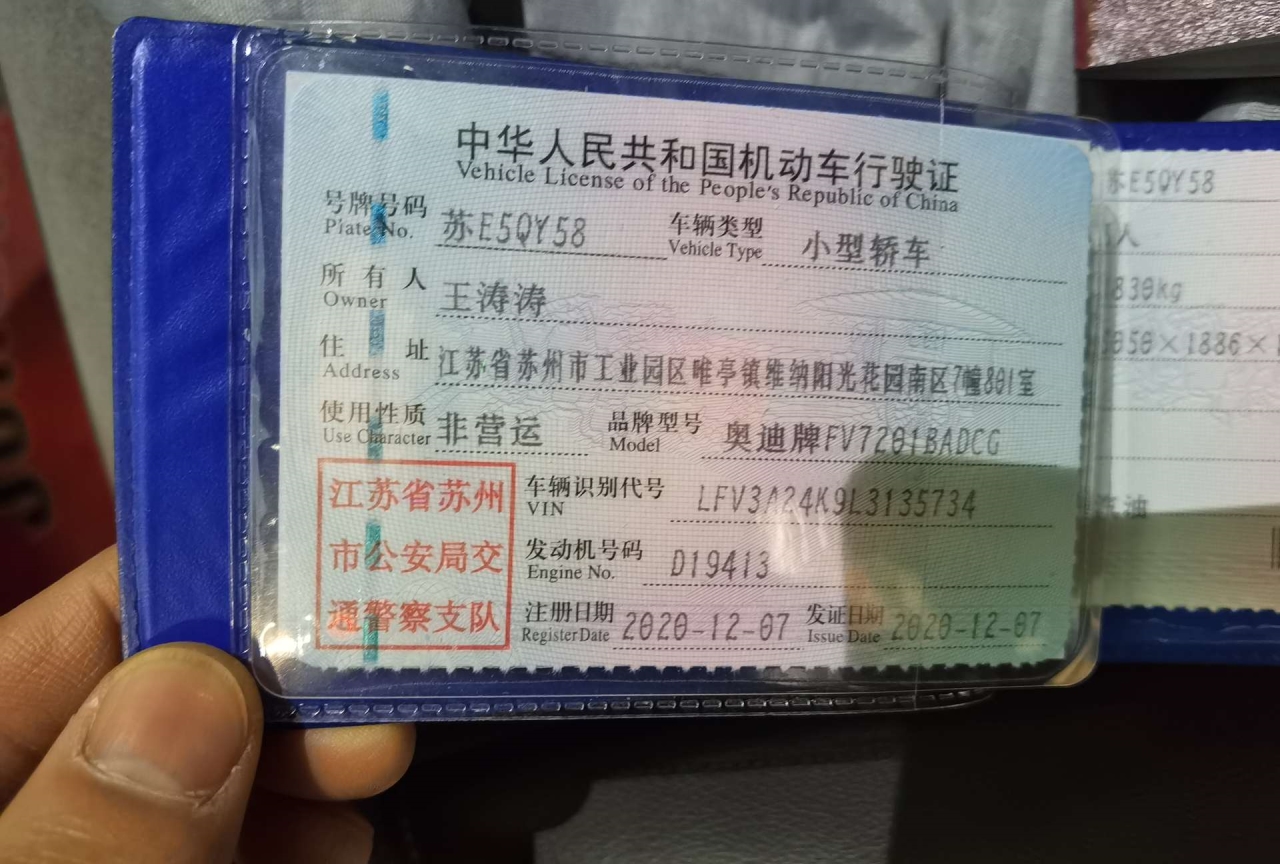 中华人民共和国机动车行驶证
Vehicle License of the People's Republic of China
号牌号码 苏E5QY58 车辆类型 小型轿车
Plate No. Vehicle Type
所有人 王涛涛
Owner
住址 江苏省苏州市工业园区唯亭镇维纳阳光花园南区7幢801室
Address
使用性质 非营运 品牌型号 奥迪牌FV7201BADCG
Use Character Model
江苏省苏州
市公安局交
通警察支队
车辆识别代号 LFV3A24K9L3135734
VIN
发动机号码 D19413
Engine No.
注册日期 2020-12-07 发证日期 2020-12-07
Register Date Issue Date
苏E5QY58
人
830kg
050×1886×1
汽油